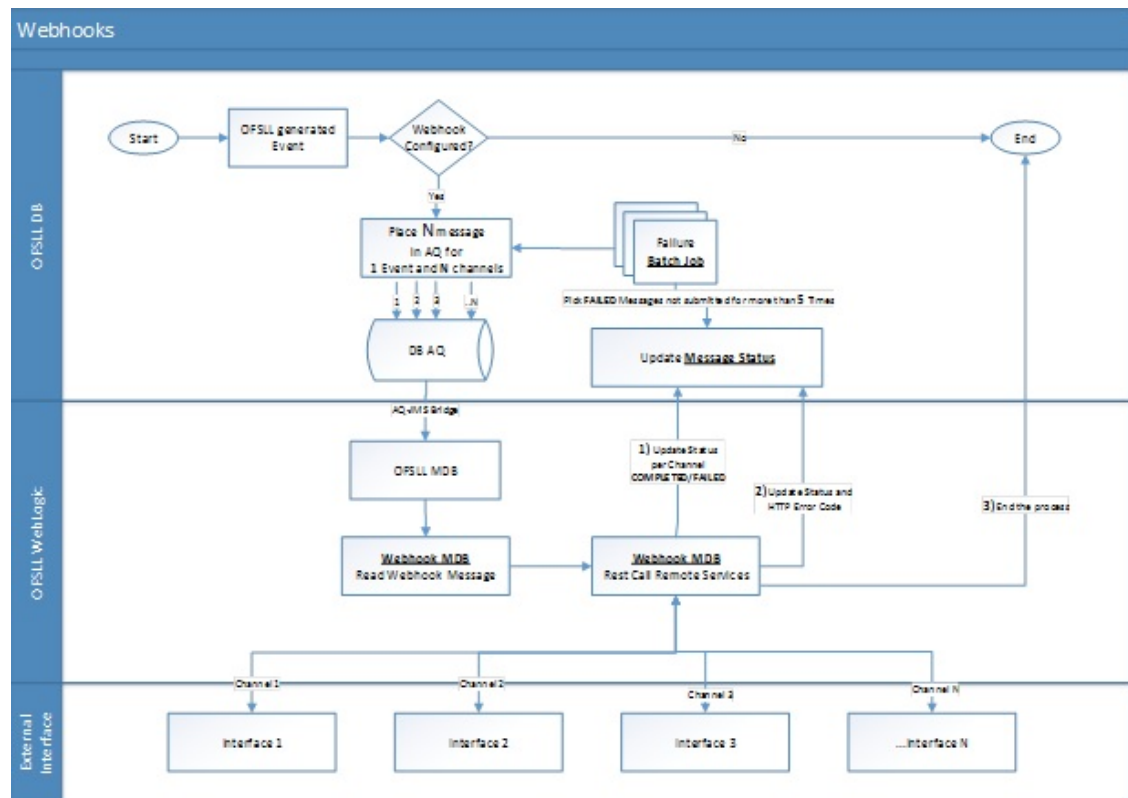 Webhooks
OFSLL DB
Start
OFSLL generated
Event
Webhook
Configured?
No
End
Yes
Place N message
in AQ for
1 Event and N channels
Failure
Batch Job
1
2
3
..N
Pick FAILED Messages not submitted for more than 5 Times
DB AQ
Update Message Status
OFSLL WebLogic
AQ-JMS Bridge
OFSLL MDB
1) Update Status
per Channel
COMPLETED/FAILED
2) Update Status and
HTTP Error Code
3) End the process
Webhook MDB
Read Webhook Message
Webhook MDB
Rest Call Remote Services
External
Interface
Channel 1
Channel 2
Channel 3
Channel N
Interface 1
Interface 2
Interface 3
...Interface N